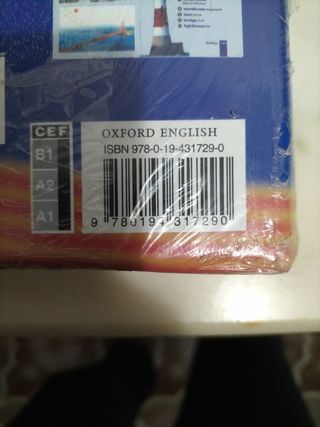 CEF
B1
A2
A1
OXFORD ENGLISH
ISBN 978-0-19-431729-0
9 780194 317290